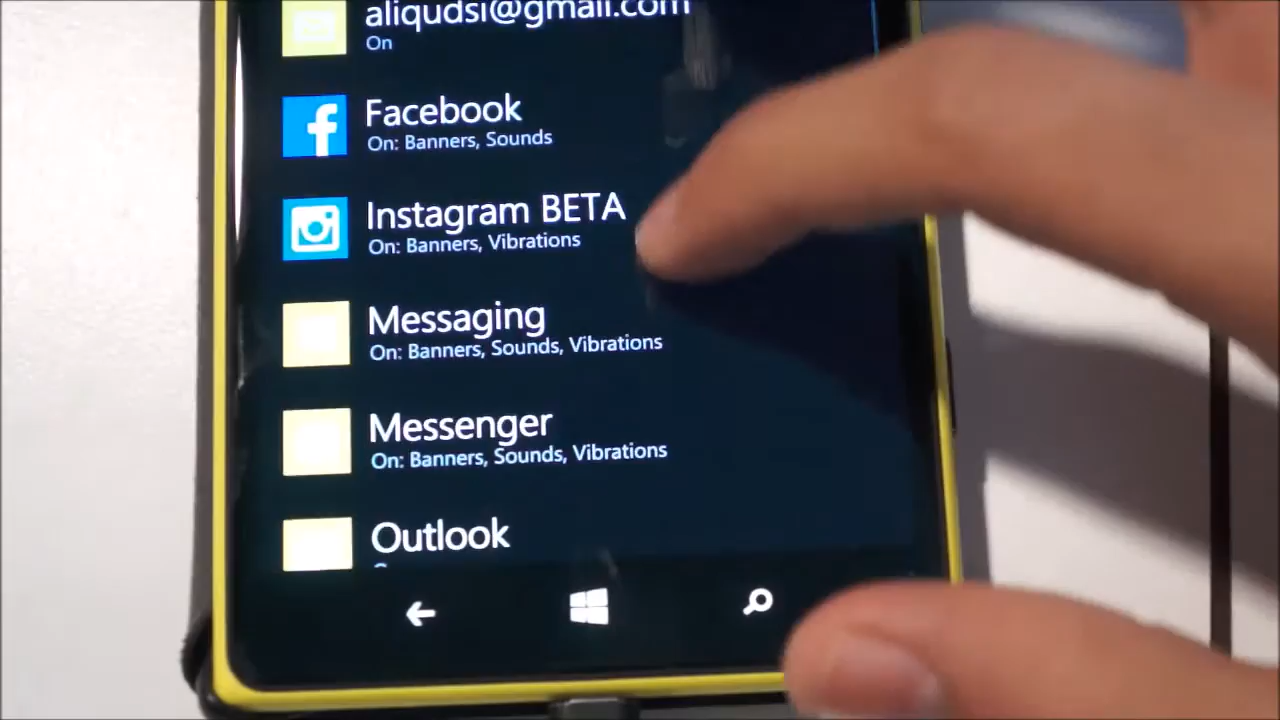 aliqudsi@gmail.com
On
Facebook
On: Banners, Sounds
Instagram BETA
On: Banners, Vibrations
Messaging
On: Banners, Sounds, Vibrations
Messenger
On: Banners, Sounds, Vibrations
Outlook